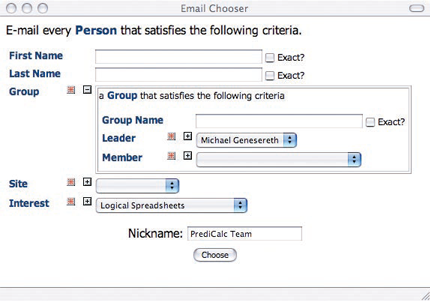 Email Chooser
E-mail every Person that satisfies the following criteria.
First Name Exact?
Last Name Exact?
Group a Group that satisfies the following criteria
Group Name Exact?
Leader Michael Genesereth
Member
Site
Interest Logical Spreadsheets
Nickname: PrediCalc Team
Choose